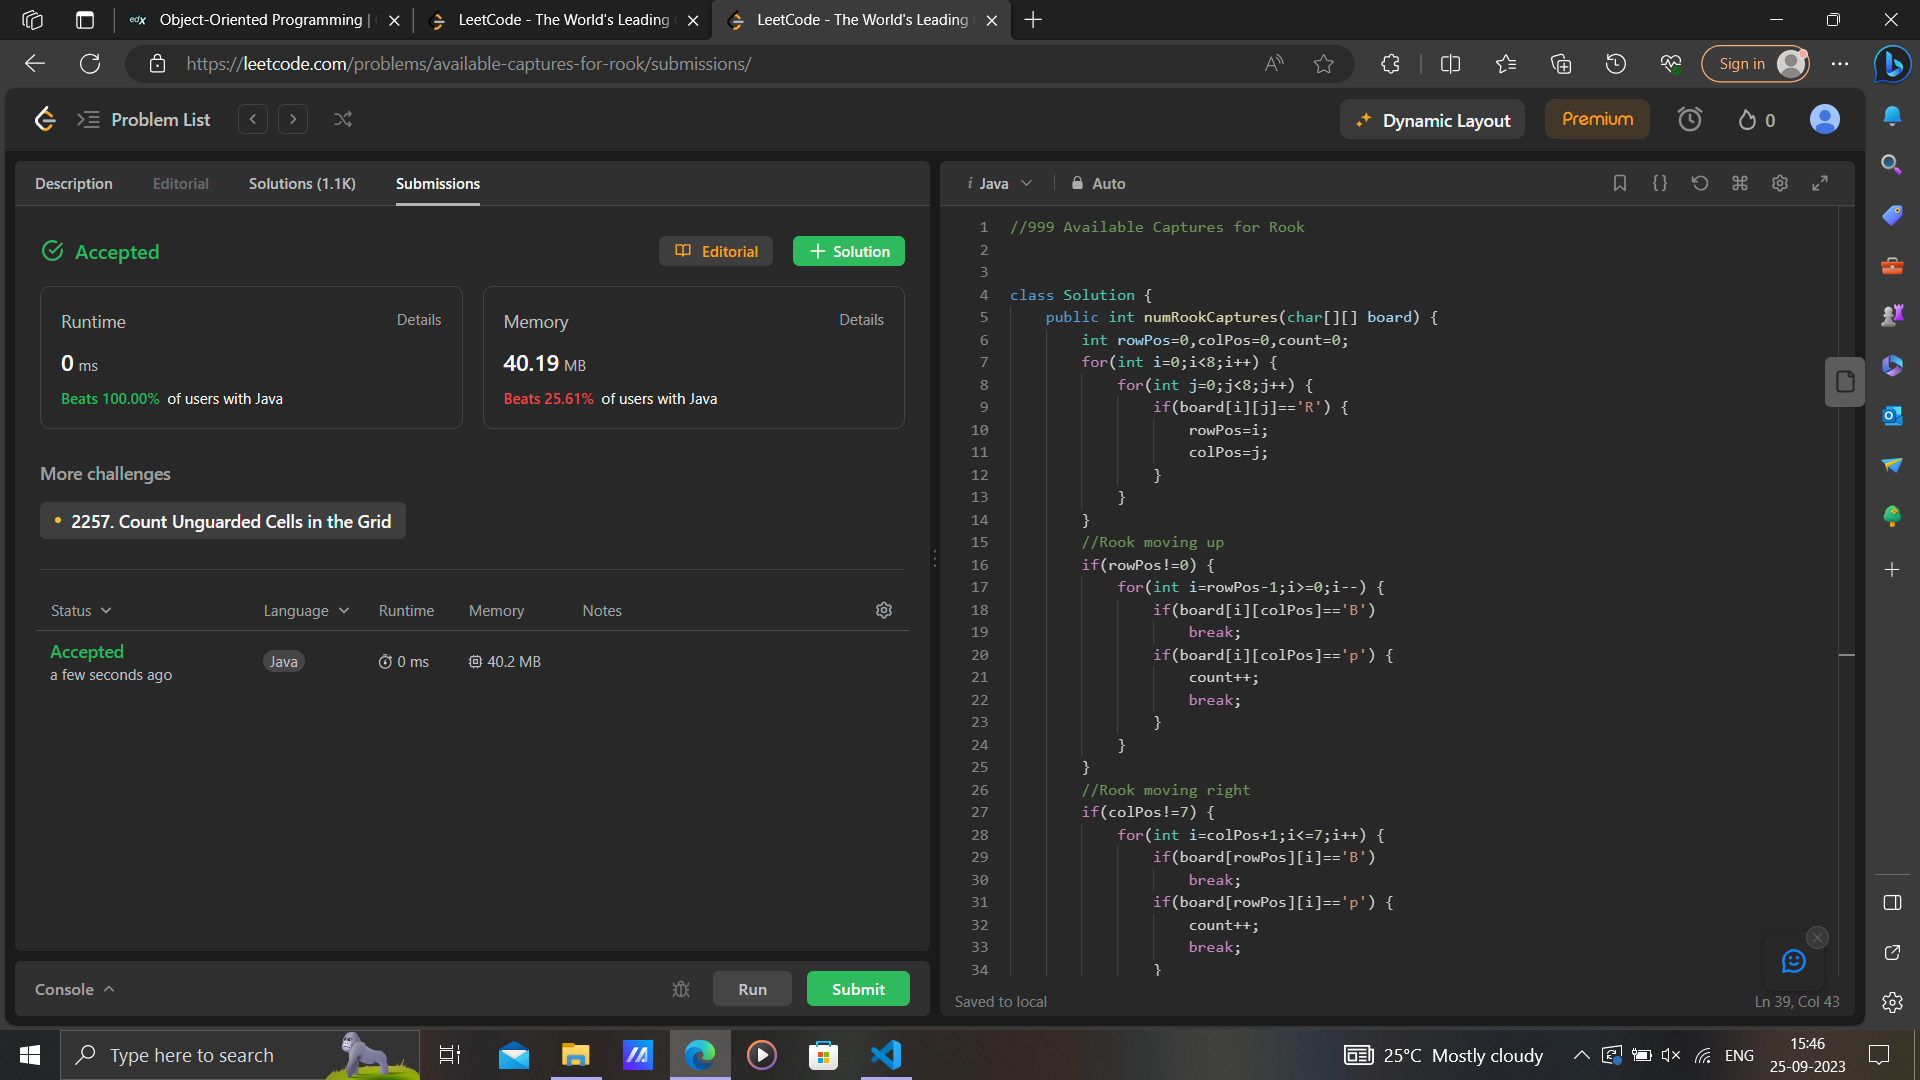 edX Object-Oriented Programming |
LeetCode - The World's Leading
LeetCode - The World's Leading
https://leetcode.com/problems/available-captures-for-rook/submissions/
Sign in
Problem List
Dynamic Layout
Premium
0
Description
Editorial
Solutions (1.1K)
Submissions
Accepted
Editorial
Solution
Runtime
Details
0 ms
Beats 100.00% of users with Java
Memory
Details
40.19 MB
Beats 25.61% of users with Java
More challenges
2257. Count Unguarded Cells in the Grid
Status Language Runtime Memory Notes
Accepted
a few seconds ago
Java
0 ms
40.2 MB
Console
Run
Submit
i Java
Auto
1 //999 Available Captures for Rook
2
3
4 class Solution {
5 public int numRookCaptures(char[][] board) {
6 int rowPos=0,colPos=0,count=0;
7 for(int i=0;i<8;i++) {
8 for(int j=0;j<8;j++) {
9 if(board[i][j]=='R') {
10 rowPos=i;
11 colPos=j;
12 }
13 }
14 }
15 //Rook moving up
16 if(rowPos!=0) {
17 for(int i=rowPos-1;i>=0;i--) {
18 if(board[i][colPos]=='B')
19 break;
20 if(board[i][colPos]=='p') {
21 count++;
22 break;
23 }
24 }
25 }
26 //Rook moving right
27 if(colPos!=7) {
28 for(int i=colPos+1;i<=7;i++) {
29 if(board[rowPos][i]=='B')
30 break;
31 if(board[rowPos][i]=='p') {
32 count++;
33 break;
34 }
Saved to local
Ln 39, Col 43
Type here to search
25°C Mostly cloudy
ENG
15:46
25-09-2023